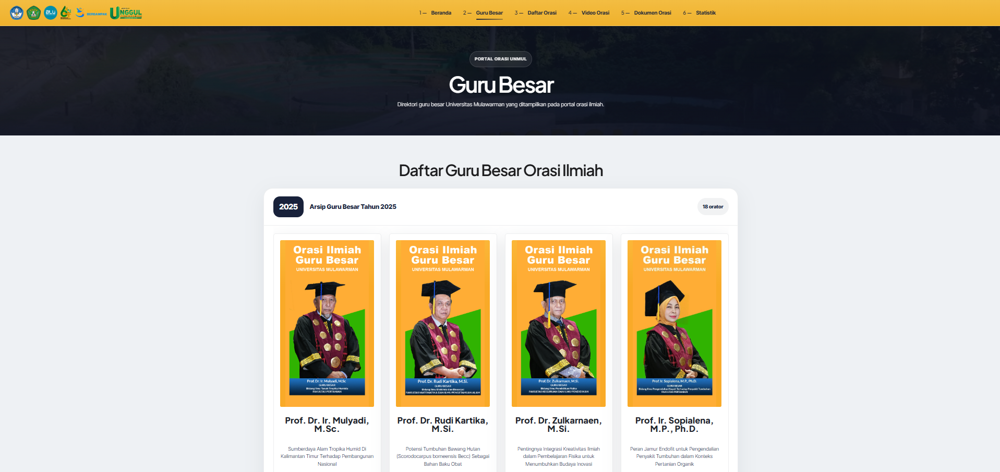 BLU
BERDAMPAK
UNGGUL
1 — Beranda
2 — Guru Besar
3 — Daftar Orasi
4 — Video Orasi
5 — Dokumen Orasi
6 — Statistik
PORTAL ORASI UNMUL
Guru Besar
Direktori guru besar Universitas Mulawarman yang ditampilkan pada portal orasi ilmiah.
Daftar Guru Besar Orasi Ilmiah
2025
Arsip Guru Besar Tahun 2025
18 orator
Orasi Ilmiah
Guru Besar
UNIVERSITAS MULAWARMAN
Prof. Dr. Ir. Mulyadi, M.Sc
GURU BESAR
Bidang Ilmu Tanah Tropika Humida
FAKULTAS PERTANIAN
Prof. Dr. Ir. Mulyadi,
M.Sc.
Sumberdaya Alam Tropika Humid Di
Kalimantan Timur Terhadap Pembangunan
Nasional
Orasi Ilmiah
Guru Besar
UNIVERSITAS MULAWARMAN
Prof. Dr. Rudi Kartika, M.Si.
GURU BESAR
Bidang Ilmu Biokimia dan Biosorpsi
FAKULTAS MATEMATIKA DAN ILMU PENGETAHUAN ALAM
Prof. Dr. Rudi Kartika,
M.Si.
Potensi Tumbuhan Bawang Hutan
(Scorodocarpus borneensis Becc) Sebagai
Bahan Baku Obat
Orasi Ilmiah
Guru Besar
UNIVERSITAS MULAWARMAN
Prof. Dr. Zulkarnaen, M.Si.
GURU BESAR
Bidang Ilmu Pendidikan Fisika
FAKULTAS KEGURUAN DAN ILMU PENDIDIKAN
Prof. Dr. Zulkarnaen,
M.Si.
Pentingnya Integrasi Kreativitas Ilmiah
dalam Pembelajaran Fisika untuk
Menumbuhkan Budaya Inovasi
Orasi Ilmiah
Guru Besar
UNIVERSITAS MULAWARMAN
Prof. Ir. Sopialena, M.P., Ph.D.
GURU BESAR
Bidang Ilmu Pengendalian Hayati Terhadap Penyakit Tumbuhan
FAKULTAS PERTANIAN
Prof. Ir. Sopialena,
M.P., Ph.D.
Peran Jamur Endofit untuk Pengendalian
Penyakit Tumbuhan dalam Konteks
Pertanian Organik